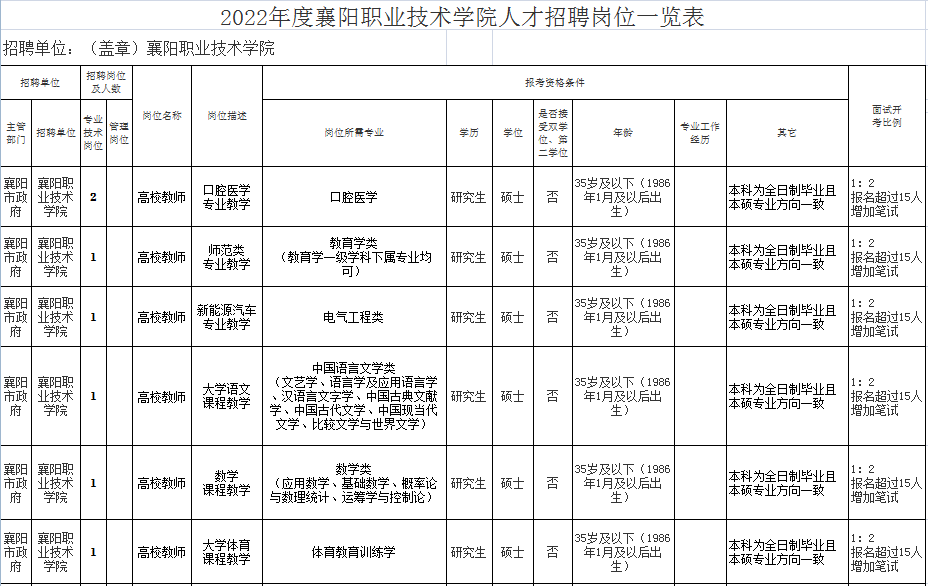 2022年度襄阳职业技术学院人才招聘岗位一览表
招聘单位：（盖章）襄阳职业技术学院
招聘单位
招聘岗位
及人数
岗位名称
岗位描述
报考资格条件
面试开
考比例
主管
部门
招聘单位
专业
技术
岗位
管理
岗位
岗位所需专业
学历
学位
是否接
受双学
位、第
二学位
年龄
专业工作
经历
其它
襄阳
市政
府
襄阳职
业技术
学院
2
高校教师
口腔医学
专业教学
口腔医学
研究生
硕士
否
35岁及以下（1986
年1月及以后出
生）
本科为全日制毕业且
本硕专业方向一致
1：2
报名超过15人
增加笔试
襄阳
市政
府
襄阳职
业技术
学院
1
高校教师
师范类
专业教学
教育学类
（教育学一级学科下属专业均
可）
研究生
硕士
否
35岁及以下（1986
年1月及以后出
生）
本科为全日制毕业且
本硕专业方向一致
1：2
报名超过15人
增加笔试
襄阳
市政
府
襄阳职
业技术
学院
1
高校教师
新能源汽车
专业教学
电气工程类
研究生
硕士
否
35岁及以下（1986
年1月及以后出
生）
本科为全日制毕业且
本硕专业方向一致
1：2
报名超过15人
增加笔试
襄阳
市政
府
襄阳职
业技术
学院
1
高校教师
大学语文
课程教学
中国语言文学类
（文艺学、语言学及应用语言学
、汉语言文字学、中国古典文献
学、中国古代文学、中国现当代
文学、比较文学与世界文学）
研究生
硕士
否
35岁及以下（1986
年1月及以后出
生）
本科为全日制毕业且
本硕专业方向一致
1：2
报名超过15人
增加笔试
襄阳
市政
府
襄阳职
业技术
学院
1
高校教师
数学
课程教学
数学类
（应用数学、基础数学、概率论
与数理统计、运筹学与控制论）
研究生
硕士
否
35岁及以下（1986
年1月及以后出
生）
本科为全日制毕业且
本硕专业方向一致
1：2
报名超过15人
增加笔试
襄阳
市政
府
襄阳职
业技术
学院
1
高校教师
大学体育
课程教学
体育教育训练学
研究生
硕士
否
35岁及以下（1986
年1月及以后出
生）
本科为全日制毕业且
本硕专业方向一致
1：2
报名超过15人
增加笔试